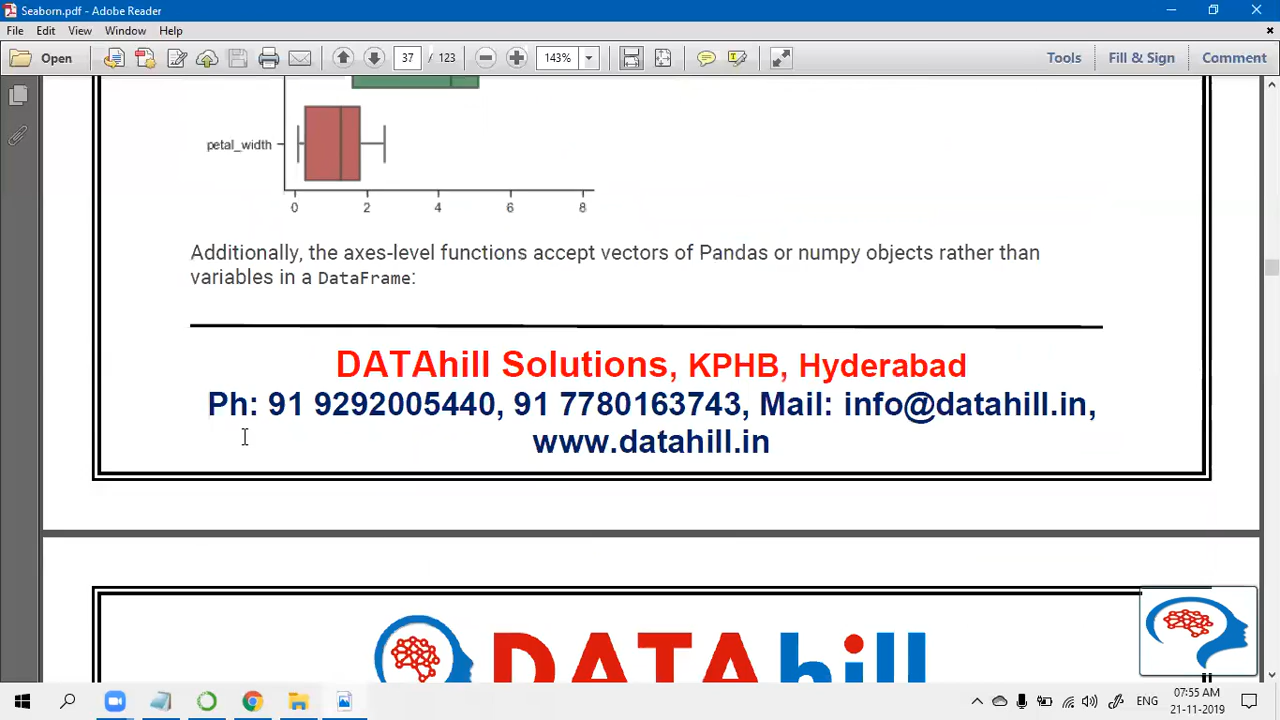 Seaborn.pdf - Adobe Reader
File Edit View Window Help
Open 37 / 123 143% Tools Fill & Sign Comment
petal_width
0 2 4 6 8
Additionally, the axes-level functions accept vectors of Pandas or numpy objects rather than
variables in a DataFrame:
DATAhill Solutions, KPHB, Hyderabad
Ph: 91 9292005440, 91 7780163743, Mail: info@datahill.in,
www.datahill.in
DATAhill
ENG
07:55 AM
21-11-2019